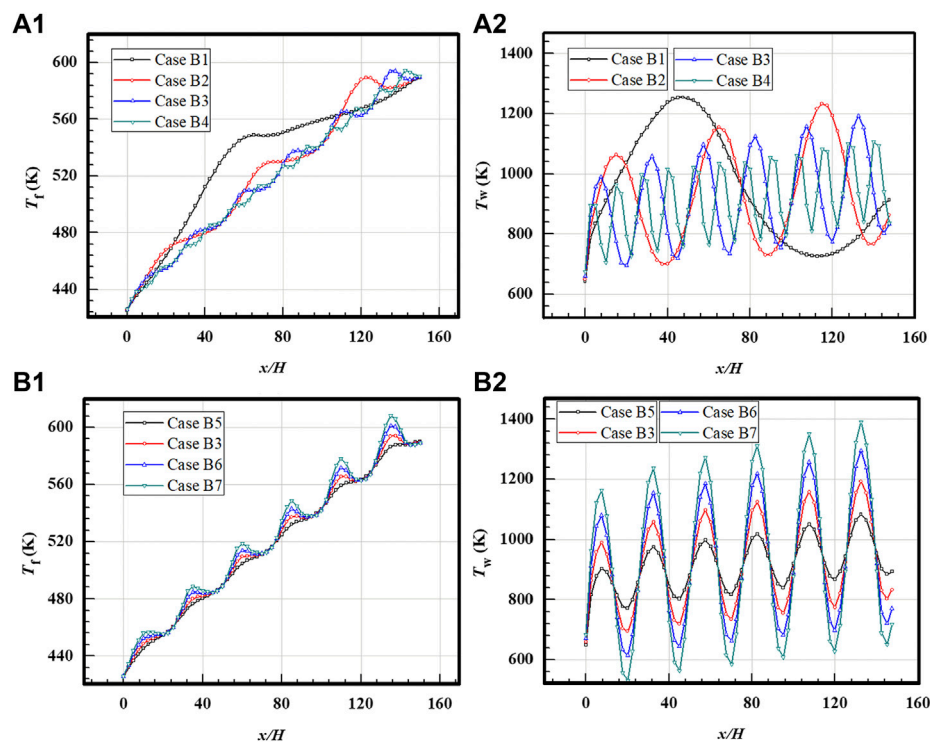 A1
Tf (K)
600
560
520
480
440
Case B1
Case B2
Case B3
Case B4
0 40 80 120 160
x/H
A2
Tw (K)
1400
1200
1000
800
600
Case B1 Case B3
Case B2 Case B4
0 40 80 120 160
x/H
B1
Tf (K)
600
560
520
480
440
Case B5
Case B3
Case B6
Case B7
0 40 80 120 160
x/H
B2
Tw (K)
1400
1200
1000
800
600
Case B5 Case B6
Case B3 Case B7
0 40 80 120 160
x/H